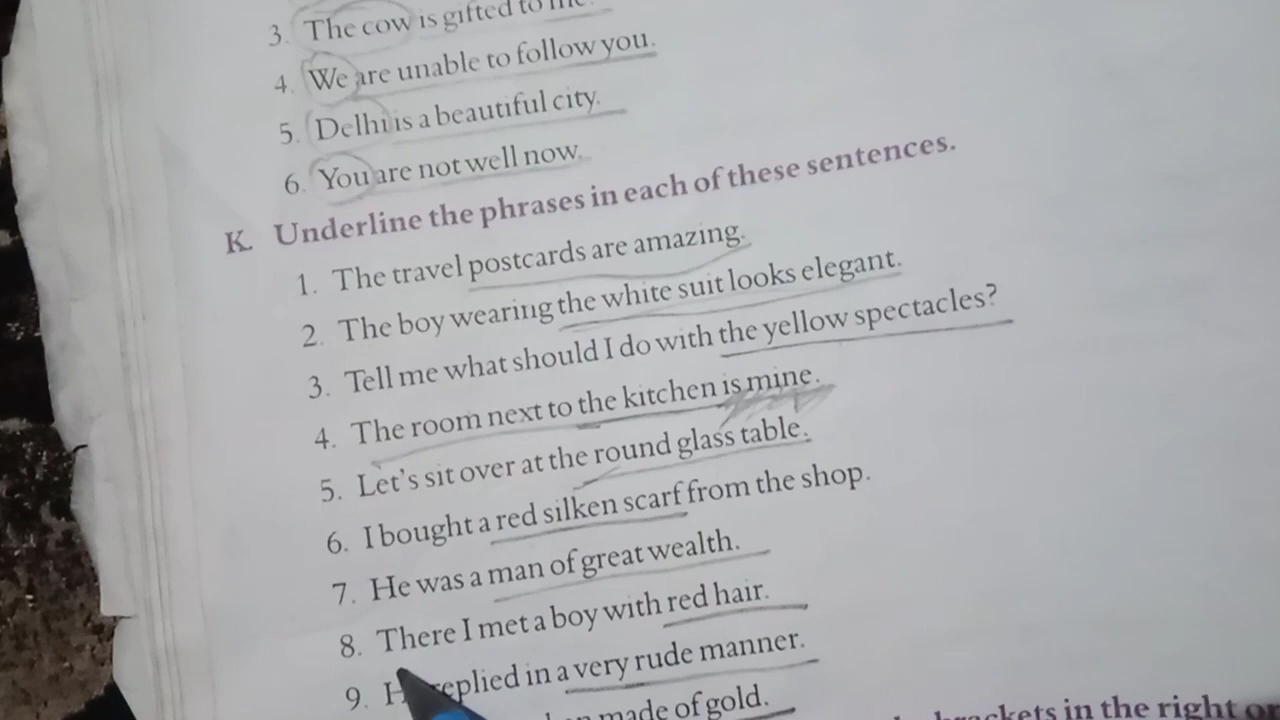 3. The cow is gifted to me.
4. We are unable to follow you.
5. Delhi is a beautiful city.
6. You are not well now.
K. Underline the phrases in each of these sentences.
1. The travel postcards are amazing.
2. The boy wearing the white suit looks elegant.
3. Tell me what should I do with the yellow spectacles?
4. The room next to the kitchen is mine.
5. Let's sit over at the round glass table.
6. I bought a red silken scarf from the shop.
7. He was a man of great wealth.
8. There I met a boy with red hair.
9. replied in a very rude manner.
made of gold.
brackets in the right